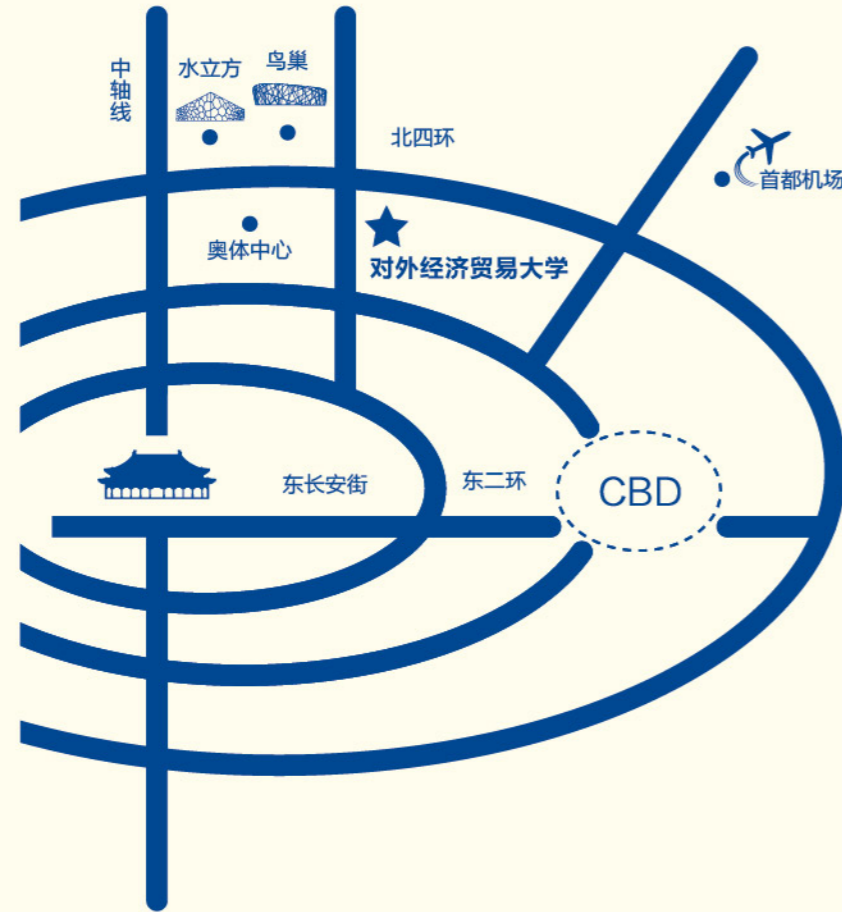 中轴线
水立方
鸟巢
北四环
首都机场
奥体中心
对外经济贸易大学
东长安街
东二环
CBD